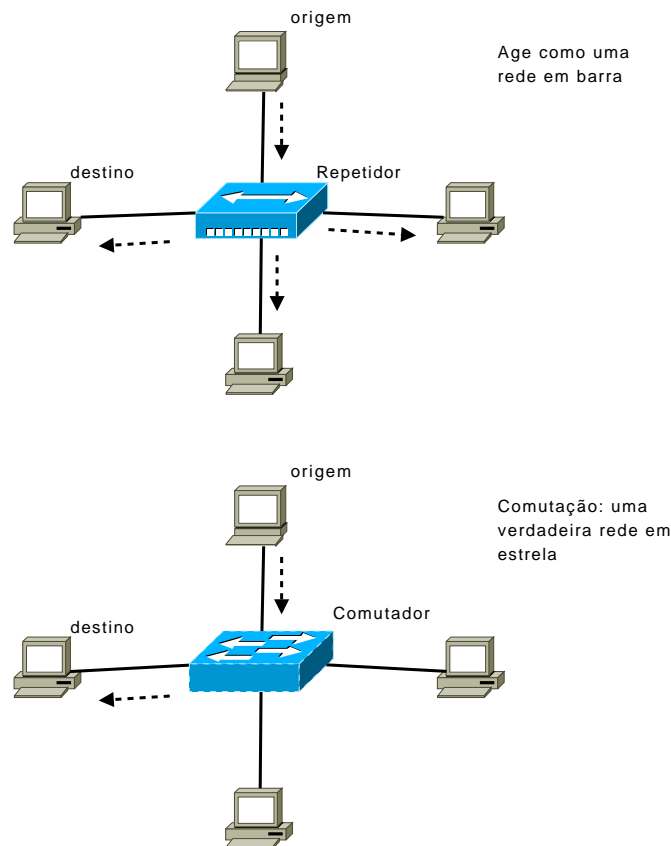 origem
Age como uma
rede em barra
destino
Repetidor
origem
Comutação: uma
verdadeira rede em
estrela
destino
Comutador